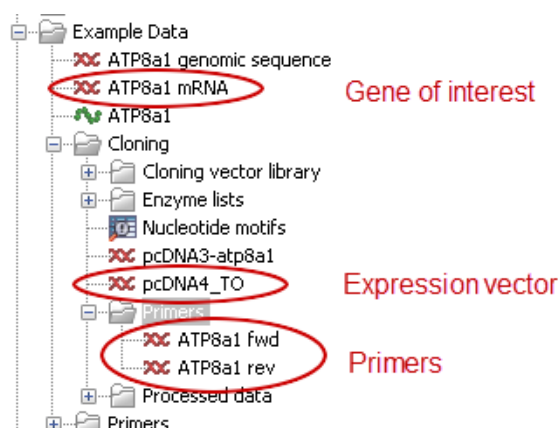 Example Data
ATP8a1 genomic sequence
ATP8a1 mRNA Gene of interest
ATP8a1
Cloning
Cloning vector library
Enzyme lists
Nucleotide motifs
pcDNA3-atp8a1
pcDNA4_TO Expression vector
Primers
ATP8a1 fwd
ATP8a1 rev Primers
Processed data
Primers